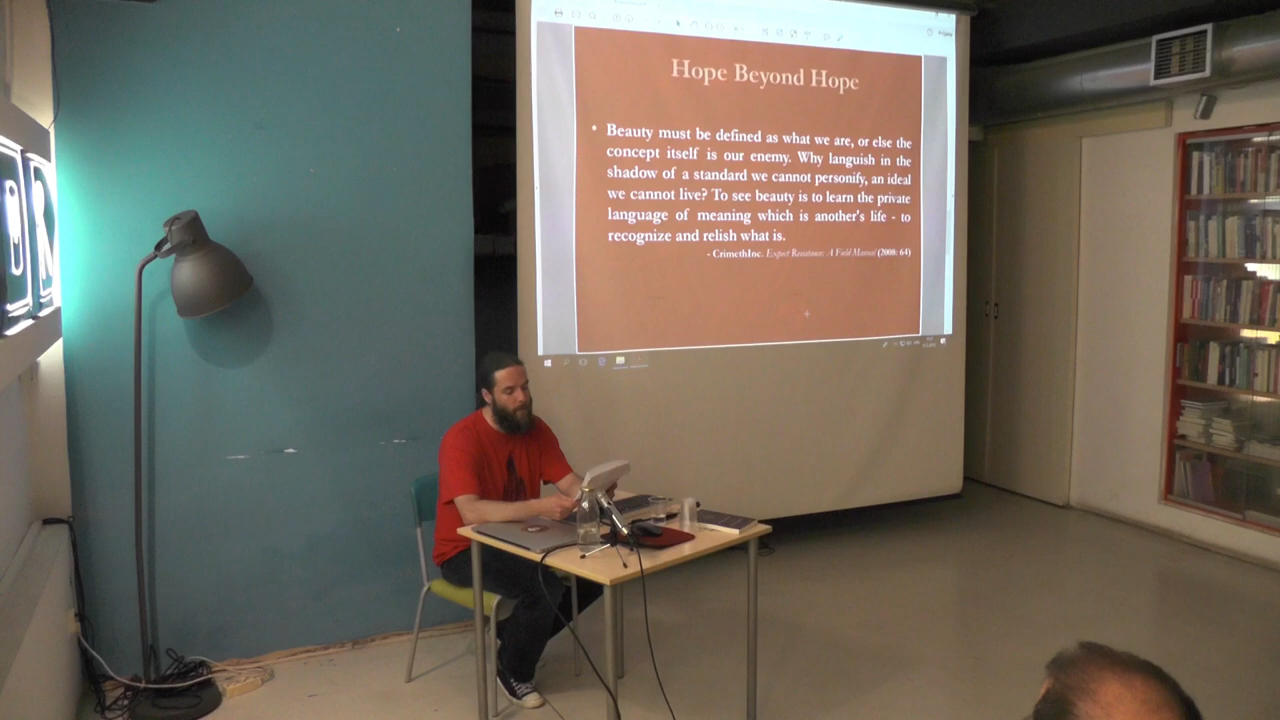 Hope Beyond Hope
• Beauty must be defined as what we are, or else the
concept itself is our enemy. Why languish in the
shadow of a standard we cannot personify, an ideal
we cannot live? To see beauty is to learn the private
language of meaning which is another's life - to
recognize and relish what is.
- CrimethInc. Expect Resistance: A Field Manual (2008: 64)